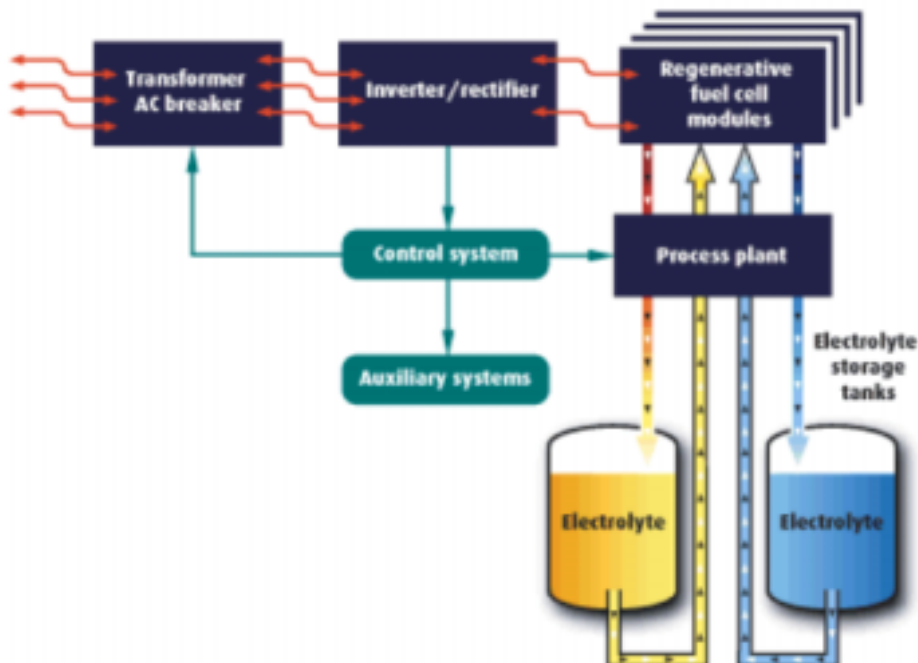 Transformer
AC breaker
Inverter/rectifier
Regenerative
fuel cell
modules
Control system
Process plant
Auxiliary systems
Electrolyte
storage
tanks
Electrolyte
Electrolyte